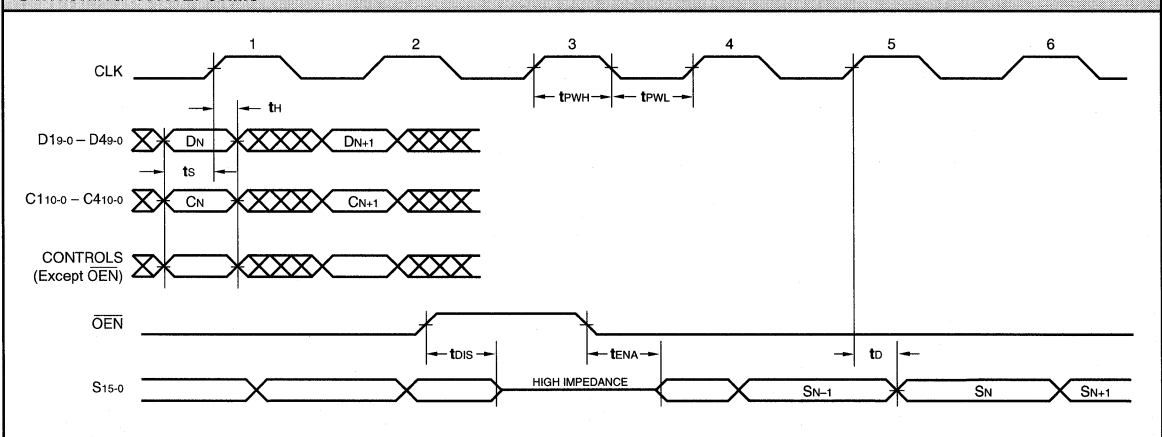 1 2 3 4 5 6
CLK
tPWH tPWL
tH
D19-0 – D49-0 DN DN+1
tS
C110-0 – C410-0 CN CN+1
CONTROLS
(Except OEN)
OEN
tDIS tENA tD
S15-0 HIGH IMPEDANCE SN–1 SN SN+1